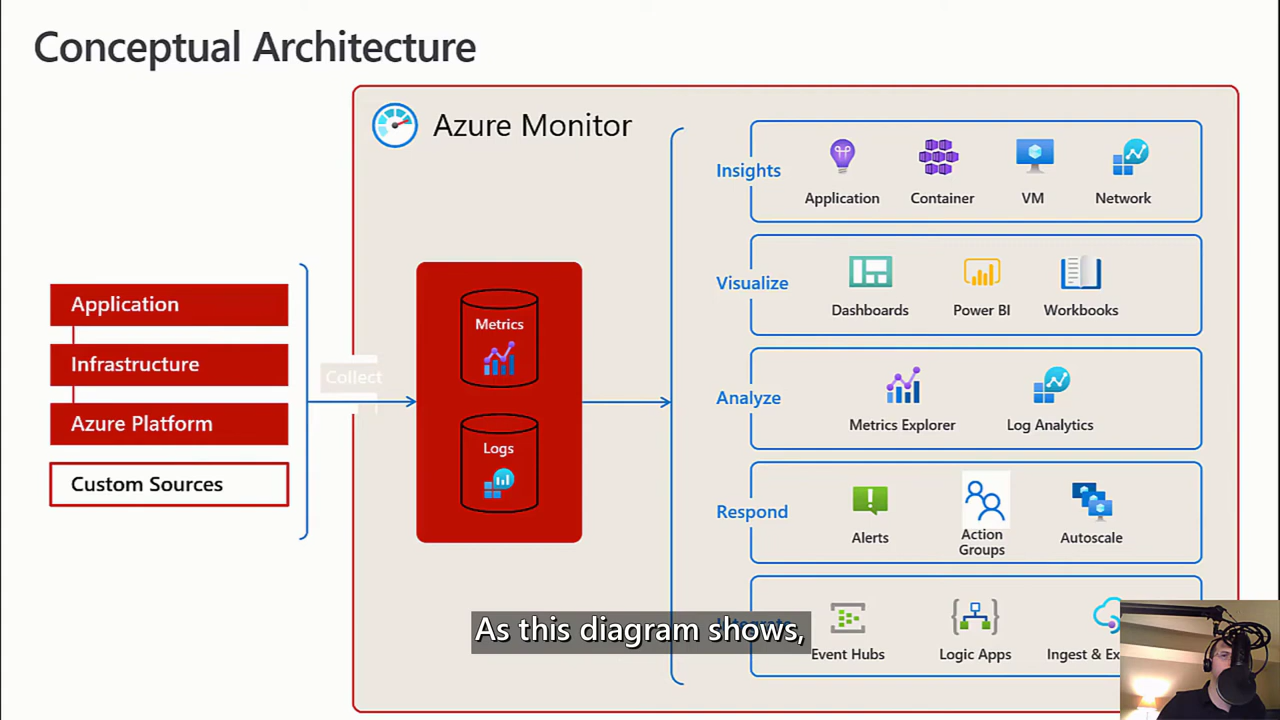 Conceptual Architecture
Azure Monitor
Application
Infrastructure
Azure Platform
Custom Sources
Collect
Metrics
Logs
Insights
Application
Container
VM
Network
Visualize
Dashboards
Power BI
Workbooks
Analyze
Metrics Explorer
Log Analytics
Respond
Alerts
Action
Groups
Autoscale
Event Hubs
Logic Apps
Ingest &
As this diagram shows,